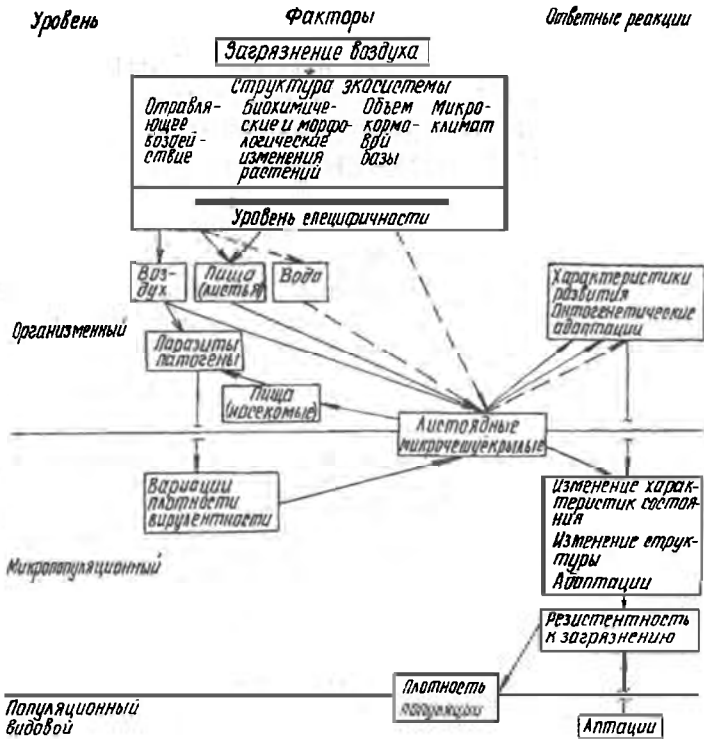 Уровень
Факторы
Ответные реакции
Загрязнение воздуха
Структура экосистемы
Отравля-
ющее
воздей-
ствие
Биохимиче-
ские и морфо-
логические
изменения
растений
Объем
кормо-
вой
базы
Микро-
климат
Уровень специфичности
Воз-
дух
Пища
(листья)
Вода
Характеристики
развития
Онтогенетические
адаптации
Организменный
Паразиты
патогены
Пища
(насекомые)
Листоядные
микрочешуекрылые
Вариации
плотности
вирулентности
Изменение харак-
теристик состоя-
ния
Изменение струк-
туры
Адаптации
Микропопуляционный
Резистентность
к загрязнению
Плотность
популяции
Популяционный
видовой
Аптации